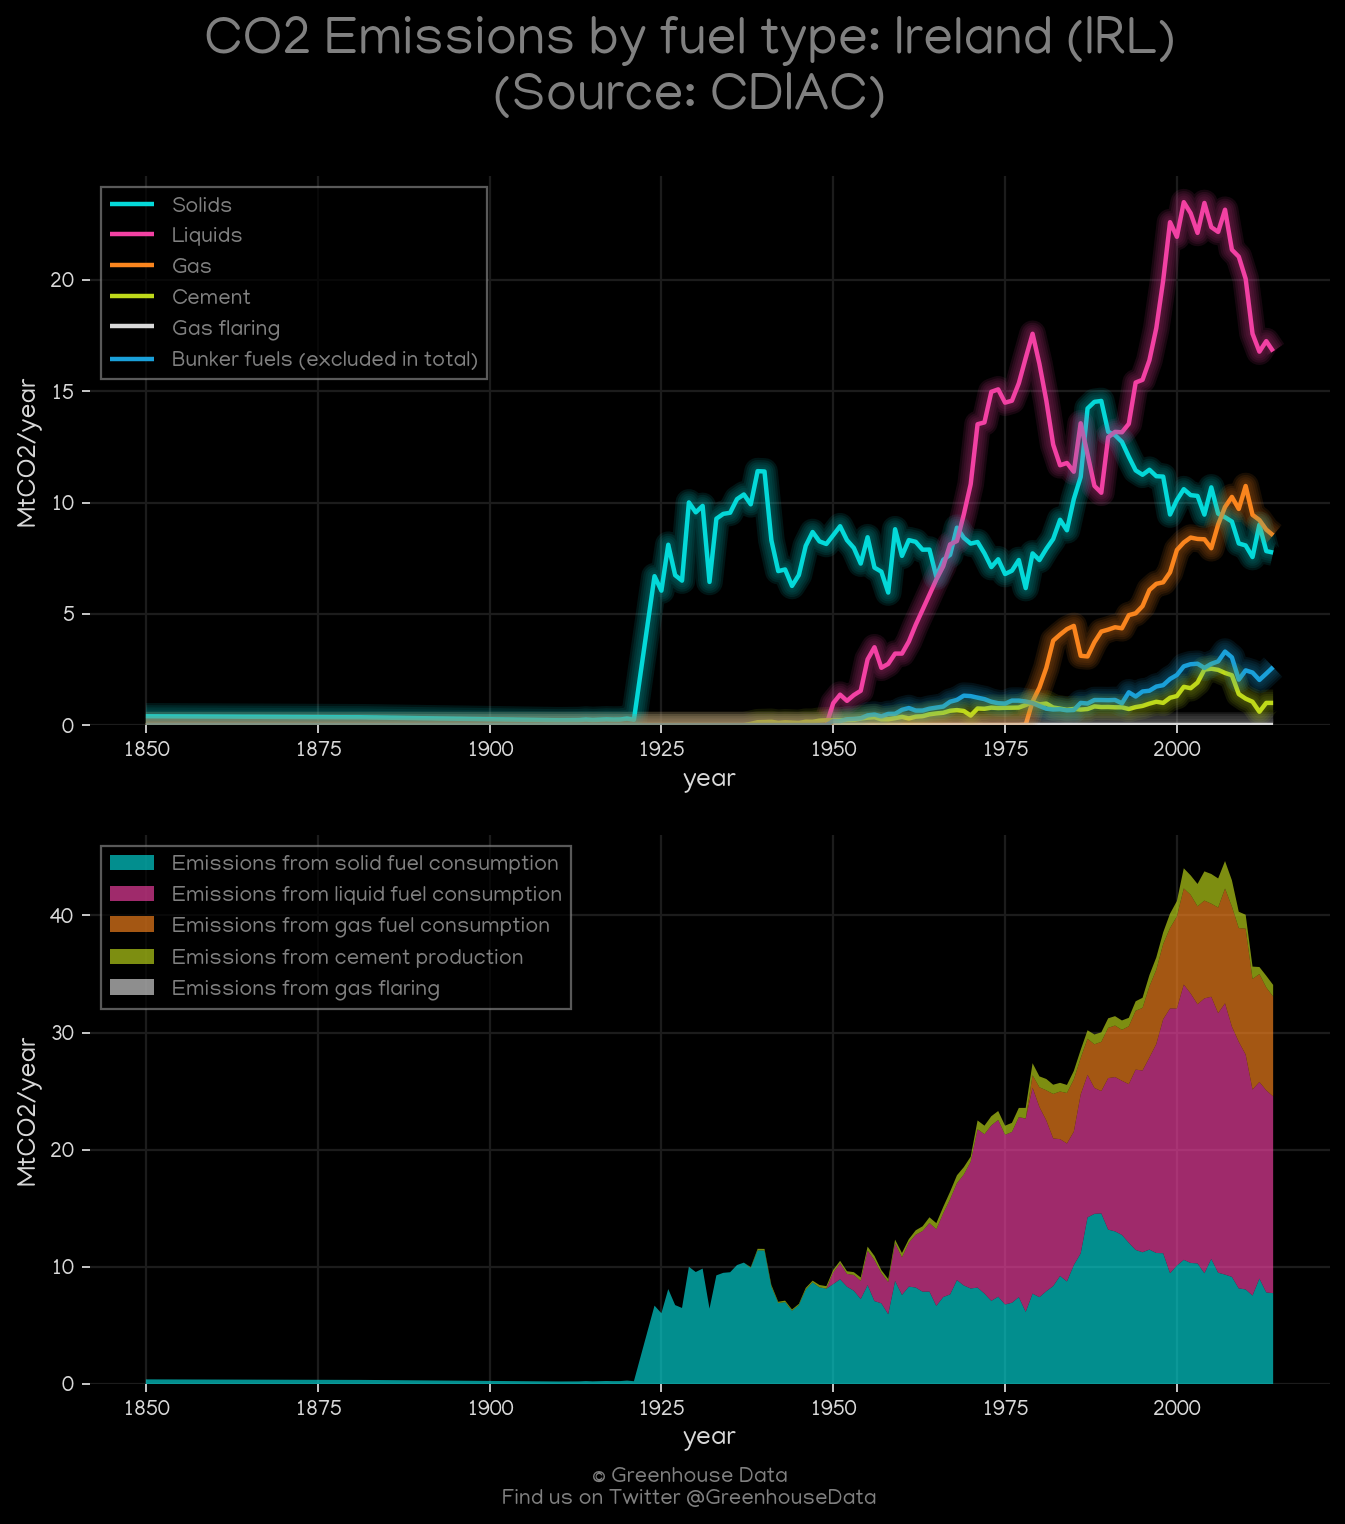 CO2 Emissions by fuel type: Ireland (IRL)
(Source: CDIAC)
Solids
Liquids
Gas
Cement
Gas flaring
Bunker fuels (excluded in total)
20
15
10
5
0
MtCO2/year
1850 1875 1900 1925 1950 1975 2000
year
Emissions from solid fuel consumption
Emissions from liquid fuel consumption
Emissions from gas fuel consumption
Emissions from cement production
Emissions from gas flaring
40
30
20
10
0
MtCO2/year
1850 1875 1900 1925 1950 1975 2000
year
© Greenhouse Data
Find us on Twitter @GreenhouseData